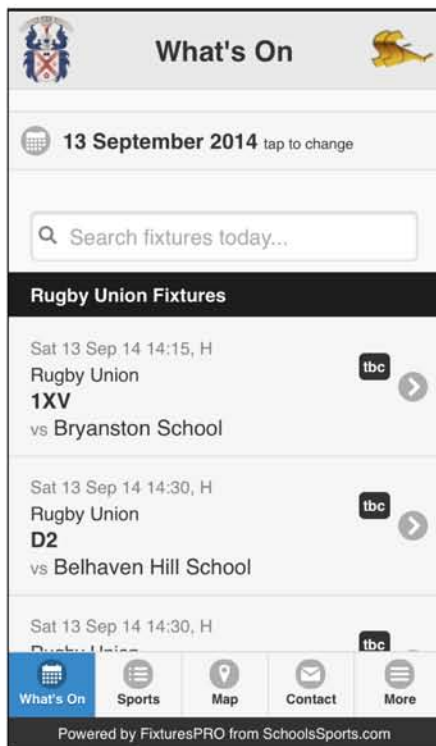 What's On
13 September 2014 tap to change
Search fixtures today...
Rugby Union Fixtures
Sat 13 Sep 14 14:15, H
Rugby Union
tbc
1XV
vs Bryanston School
Sat 13 Sep 14 14:30, H
Rugby Union
tbc
D2
vs Belhaven Hill School
Sat 13 Sep 14 14:30, H
Rugby Union
tbc
What's On Sports Map Contact More
Powered by FixturesPRO from SchoolsSports.com